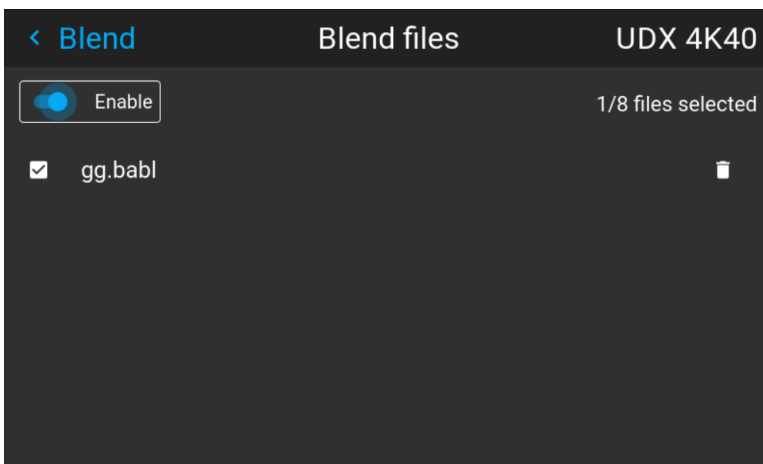 Blend
Blend files
UDX 4K40
Enable
1/8 files selected
gg.babl